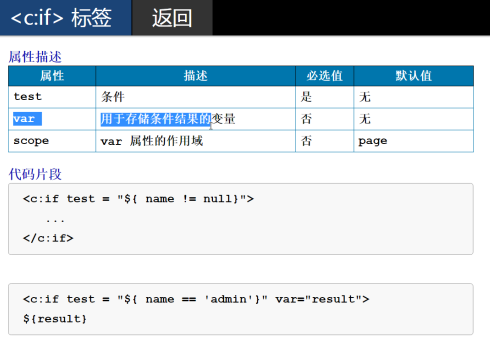 <c:if> 标签 返回
属性描述
属性 描述 必选值 默认值
test 条件 是 无
var 用于存储条件结果的变量 否 无
scope var 属性的作用域 否 page
代码片段
<c:if test = "${ name != null}">
...
</c:if>
<c:if test = "${ name == 'admin'}" var="result">
${result}